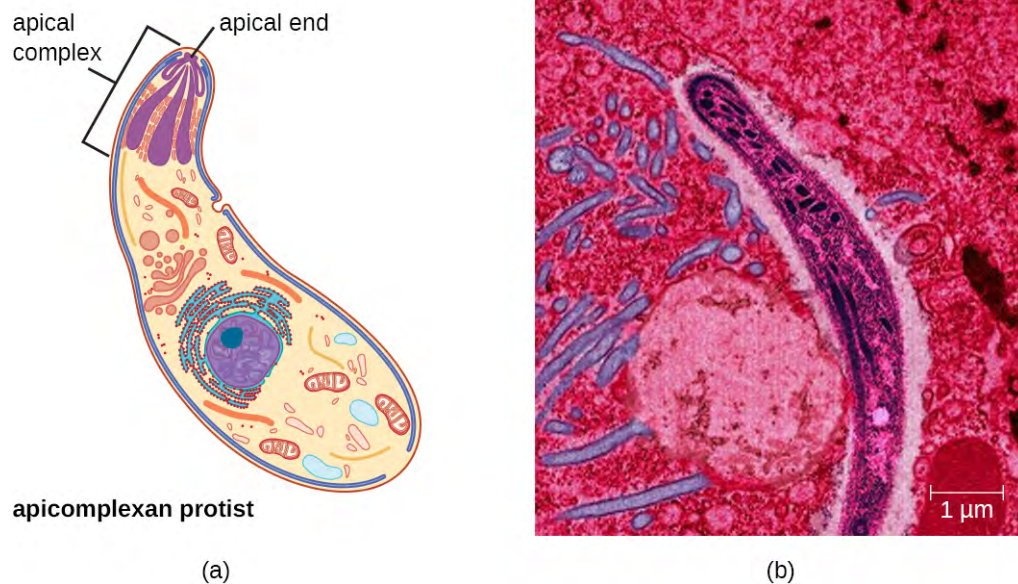 apical
complex
apical end
1 µm
apicomplexan protist
(a)
(b)